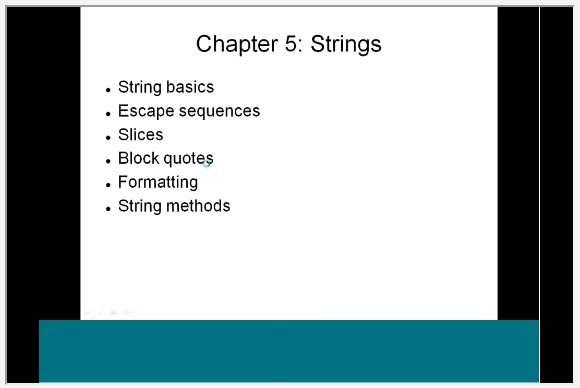 Chapter 5: Strings
• String basics
• Escape sequences
• Slices
• Block quotes
• Formatting
• String methods